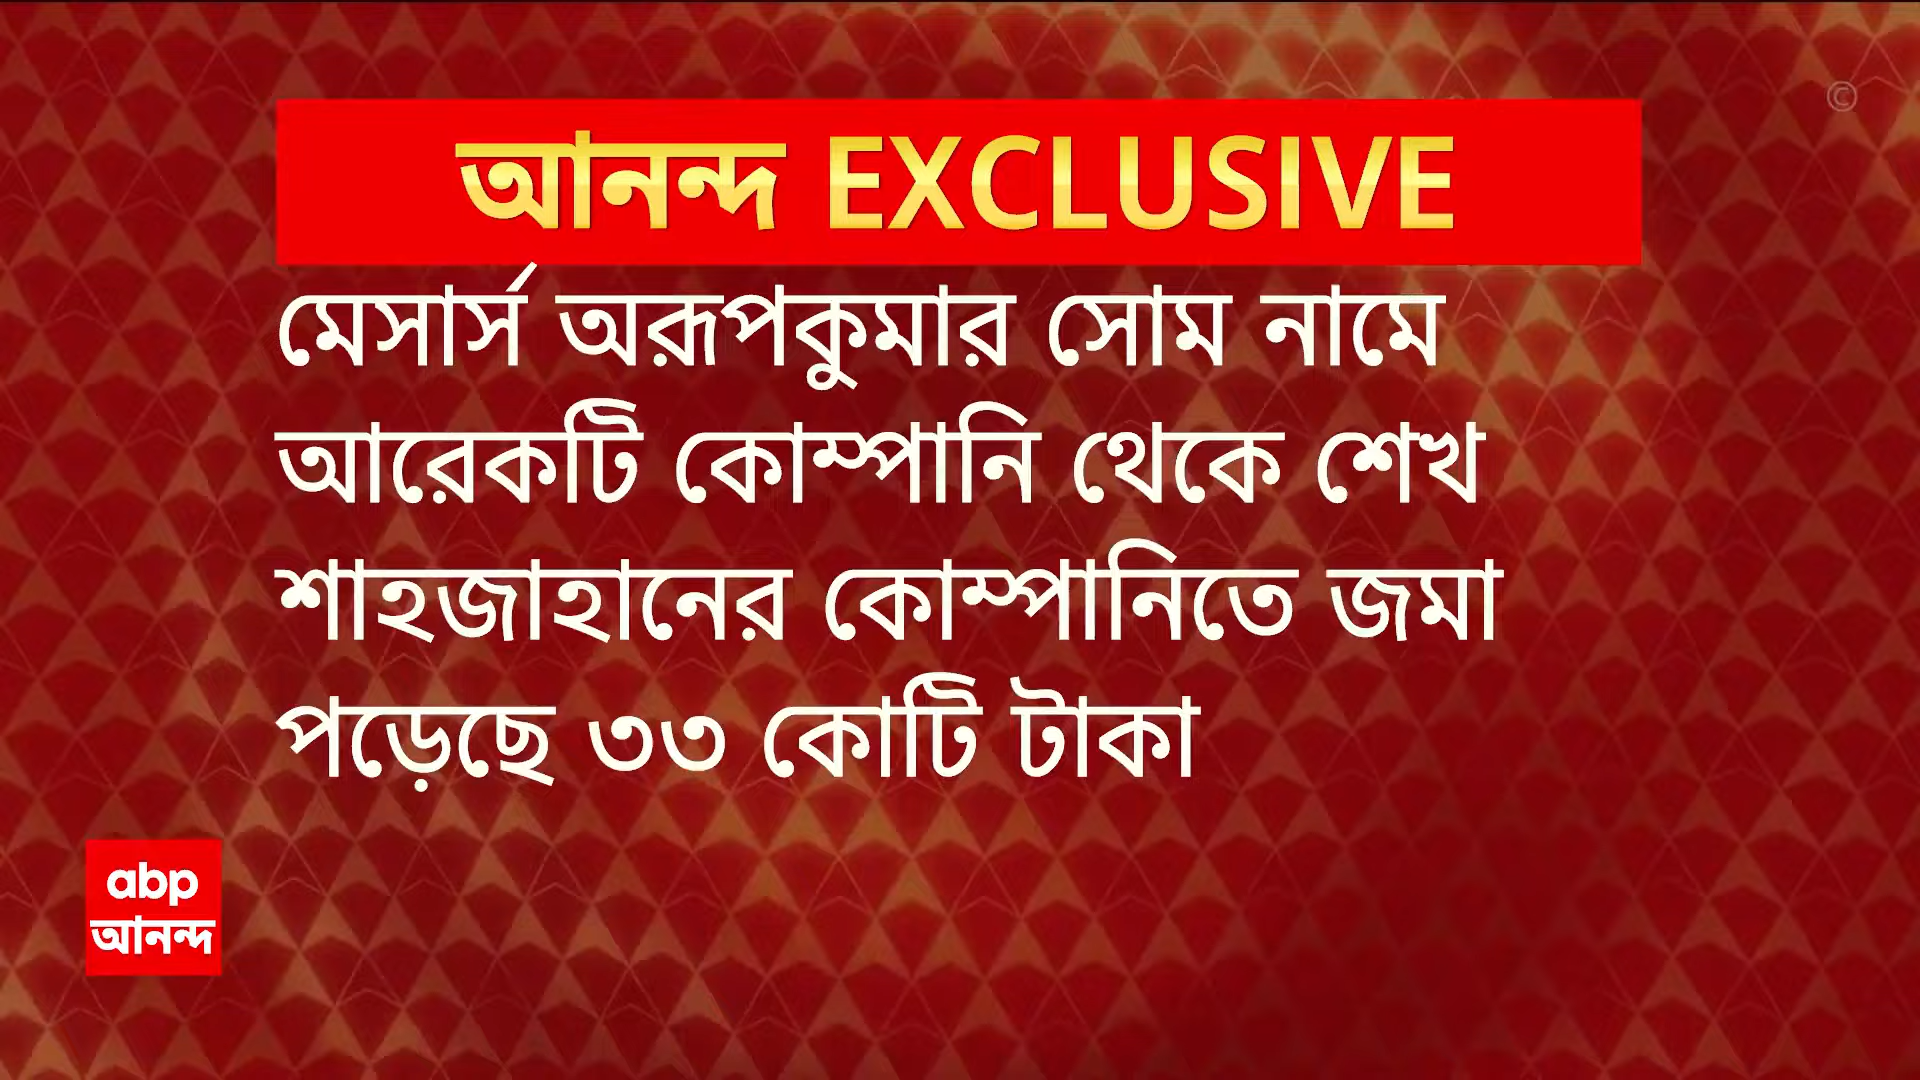 আনন্দ EXCLUSIVE
মেসার্স অরূপকুমার সোম নামে
আরেকটি কোম্পানি থেকে শেখ
শাহজাহানের কোম্পানিতে জমা
পড়েছে ৩৩ কোটি টাকা
abp
আনন্দ
©